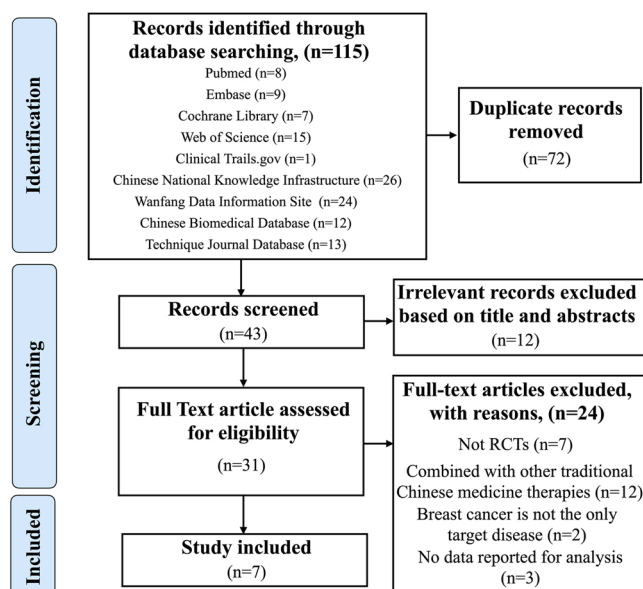 Identification
Records identified through
database searching, (n=115)
Pubmed (n=8)
Embase (n=9)
Cochrane Library (n=7)
Web of Science (n=15)
Clinical Trails.gov (n=1)
Chinese National Knowledge Infrastructure (n=26)
Wanfang Data Information Site (n=24)
Chinese Biomedical Database (n=12)
Technique Journal Database (n=13)
Duplicate records
removed
(n=72)
Screening
Records screened
(n=43)
Irrelevant records excluded
based on title and abstracts
(n=12)
Full Text article assessed
for eligibility
(n=31)
Full-text articles excluded,
with reasons, (n=24)
Not RCTs (n=7)
Combined with other traditional
Chinese medicine therapies (n=12)
Breast cancer is not the only
target disease (n=2)
No data reported for analysis
(n=3)
Included
Study included
(n=7)